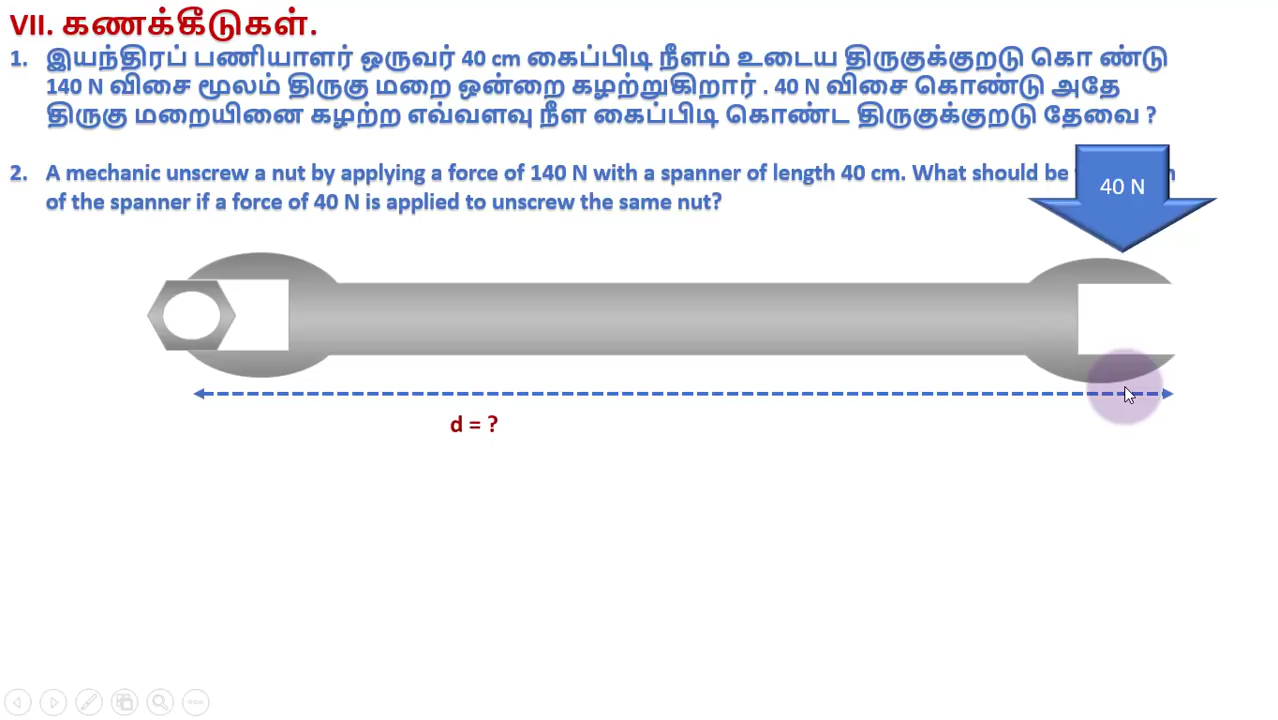 VII. கணக்கீடுகள்.
1. இயந்திரப் பணியாளர் ஒருவர் 40 cm கைப்பிடி நீளம் உடைய திருகுக்குறடு கொ ண்டு
140 N விசை மூலம் திருகு மறை ஒன்றை கழற்றுகிறார் . 40 N விசை கொண்டு அதே
திருகு மறையினை கழற்ற எவ்வளவு நீள கைப்பிடி கொண்ட திருகுக்குறடு தேவை ?
2. A mechanic unscrew a nut by applying a force of 140 N with a spanner of length 40 cm. What should be
of the spanner if a force of 40 N is applied to unscrew the same nut?
40 N
d = ?